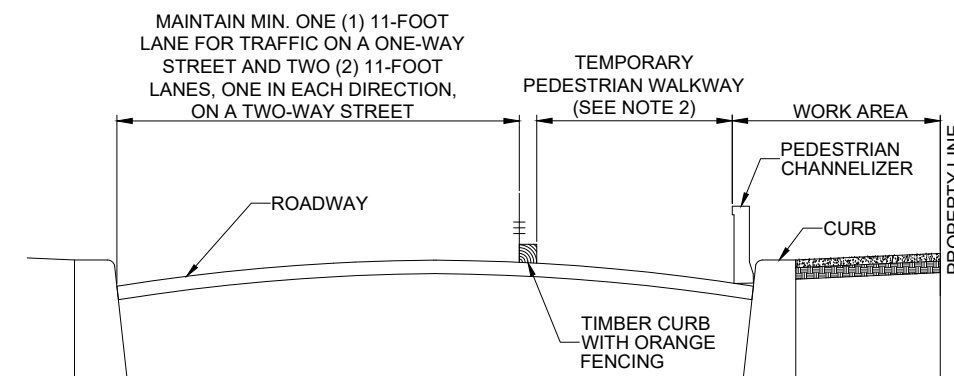 MAINTAIN MIN. ONE (1) 11-FOOT
LANE FOR TRAFFIC ON A ONE-WAY
STREET AND TWO (2) 11-FOOT
LANES, ONE IN EACH DIRECTION,
ON A TWO-WAY STREET
TEMPORARY
PEDESTRIAN WALKWAY
(SEE NOTE 2)
WORK AREA
PEDESTRIAN
CHANNELIZER
PROPERTY LINE
ROADWAY
CURB
TIMBER CURB
WITH ORANGE
FENCING